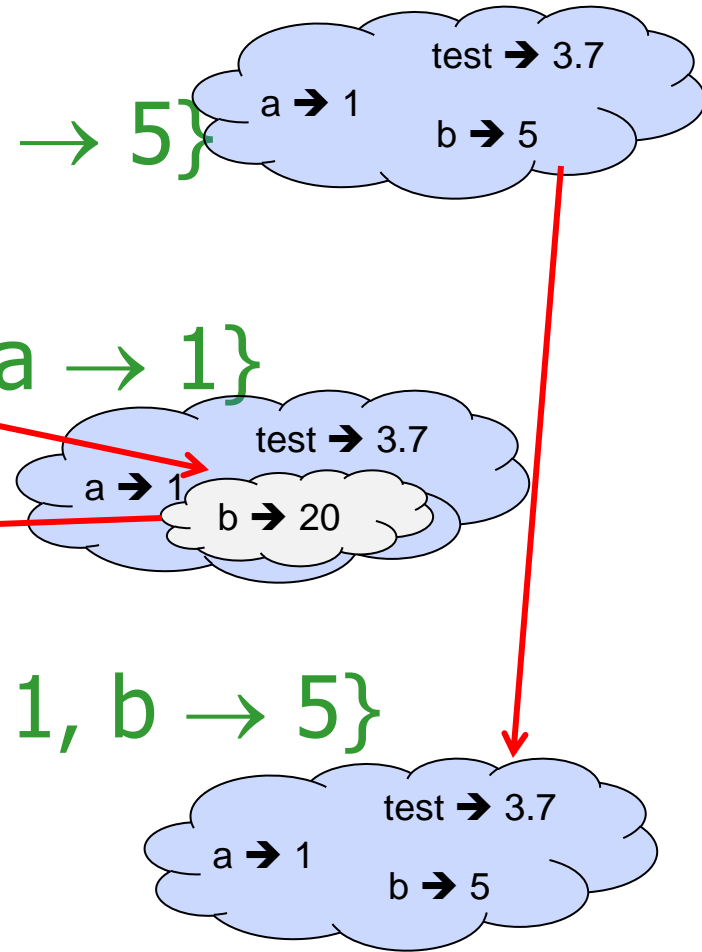 test ➔ 3.7
a ➔ 1
→ 5}
b ➔ 5
a → 1}
test ➔ 3.7
a ➔ 1
b ➔ 20
1, b → 5}
test ➔ 3.7
a ➔ 1
b ➔ 5